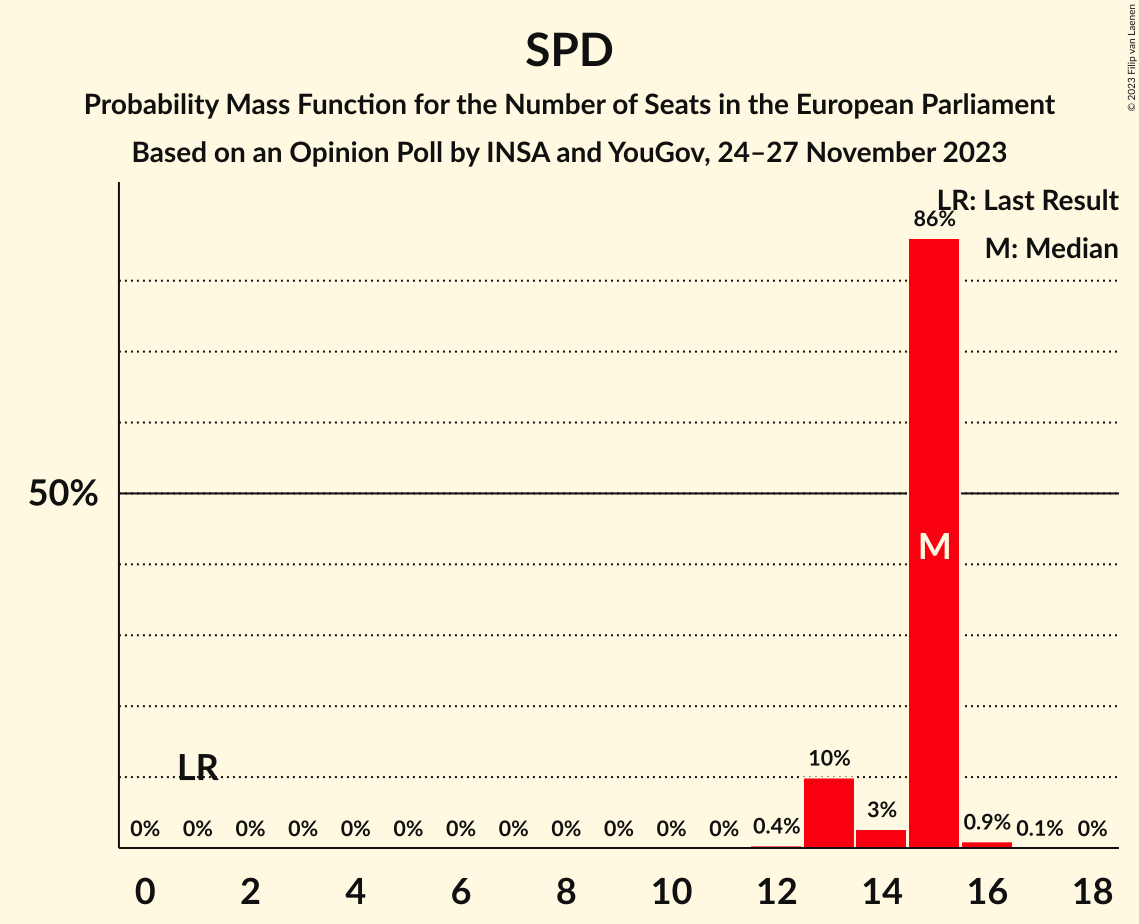 SPD
Probability Mass Function for the Number of Seats in the European Parliament
Based on an Opinion Poll by INSA and YouGov, 24–27 November 2023
© 2023 Filip van Laenen
LR: Last Result
M: Median
86%
50%
M
LR
10%
3%
0% 0% 0% 0% 0% 0% 0% 0% 0% 0% 0% 0% 0.4% 0.9% 0.1% 0%
0 2 4 6 8 10 12 14 16 18